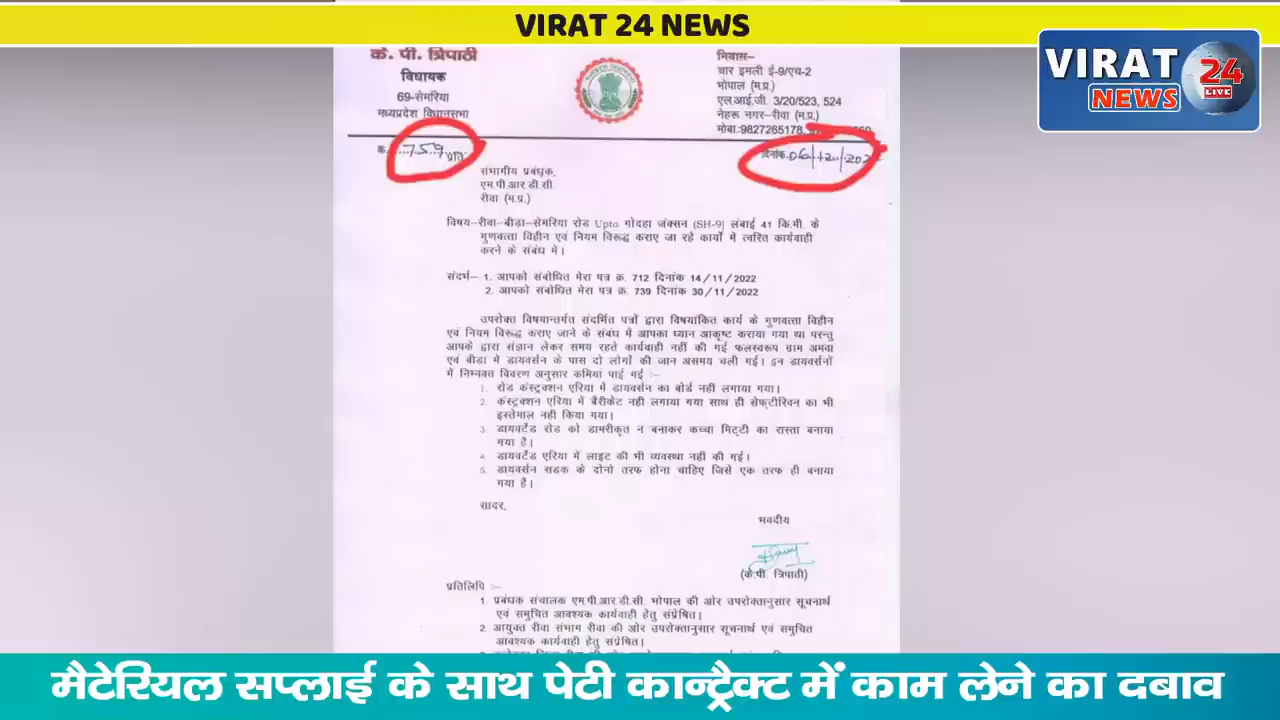 VIRAT 24 NEWS
VIRAT
24
LIVE
NEWS
के. पी. त्रिपाठी
विधायक
69-सेमरिया
मध्यप्रदेश विधानसभा
निवास–
चार इमली ई-9/एच-2
भोपाल (म.प्र.)
एल.आई.जी. 3/20/523, 524
नेहरू नगर-रीवा (म.प्र.)
मोबा.:9827265178,
क्र.....759..प्रति.
दिनांक.06/12/202
संभागीय प्रबंधक,
एम.पी.आर.डी.सी.
रीवा (म.प्र.)
विषय–रीवा–बीडा–सेमरिया रोड Upto गोदहा जंक्सन (SH-9) लंबाई 41 कि.मी. के
गुणवत्ता विहीन एवं नियम विरूद्ध कराए जा रहे कार्यो में त्वरित कार्यवाही
करने के संबंध में।
संदर्भ– 1. आपको संबोधित मेरा पत्र क्र. 712 दिनांक 14/11/2022
2. आपको संबोधित मेरा पत्र क्र. 739 दिनांक 30/11/2022
उपरोक्त विषयान्तर्गत संदर्भित पत्रों द्वारा विषयांकित कार्य के गुणवत्ता विहीन
एवं नियम विरूद्ध कराए जाने के संबंध में आपका ध्यान आकृष्ट कराया गया था परन्तु
आपके द्वारा संज्ञान लेकर समय रहते कार्यवाही नहीं की गई फलस्वरूप ग्राम अमवा
एवं बीडा में डायवर्सन के पास दो लोगों की जान असमय चली गई। इन डायवर्सनों
में निम्नवत विवरण अनुसार कमियां पाई गई :–
1. रोड कंस्ट्रक्शन एरिया में डायवर्सन का बोर्ड नहीं लगाया गया।
2. कंस्ट्रक्शन एरिया में बैरीकेट नही लगाया गया साथ ही सेफ्टीरिवन का भी
इस्तेमाल नही किया गया।
3. डायवर्टेड रोड को डामरीकृत न बनाकर कच्चा मिट्टी का रास्ता बनाया
गया है।
4. डायवर्टेड एरिया में लाइट की भी व्यवस्था नहीं की गई।
5. डायवर्सन सडक के दोनो तरफ होना चाहिए जिसे एक तरफ ही बनाया
गया है।
सादर,
भवदीय
(के.पी. त्रिपाठी)
प्रतिलिपि :–
1. प्रबंधक संचालक एम.पी.आर.डी.सी. भोपाल की ओर उपरोक्तानुसार सूचनार्थ
एवं समुचित आवश्यक कार्यवाही हेतु संप्रेषित।
2. आयुक्त रीवा संभाग रीवा की ओर उपरोक्तानुसार सूचनार्थ एवं समुचित
आवश्यक कार्यवाही हेतु संप्रेषित।
मैटेरियल सप्लाई के साथ पेटी कान्ट्रैक्ट में काम लेने का दबाव